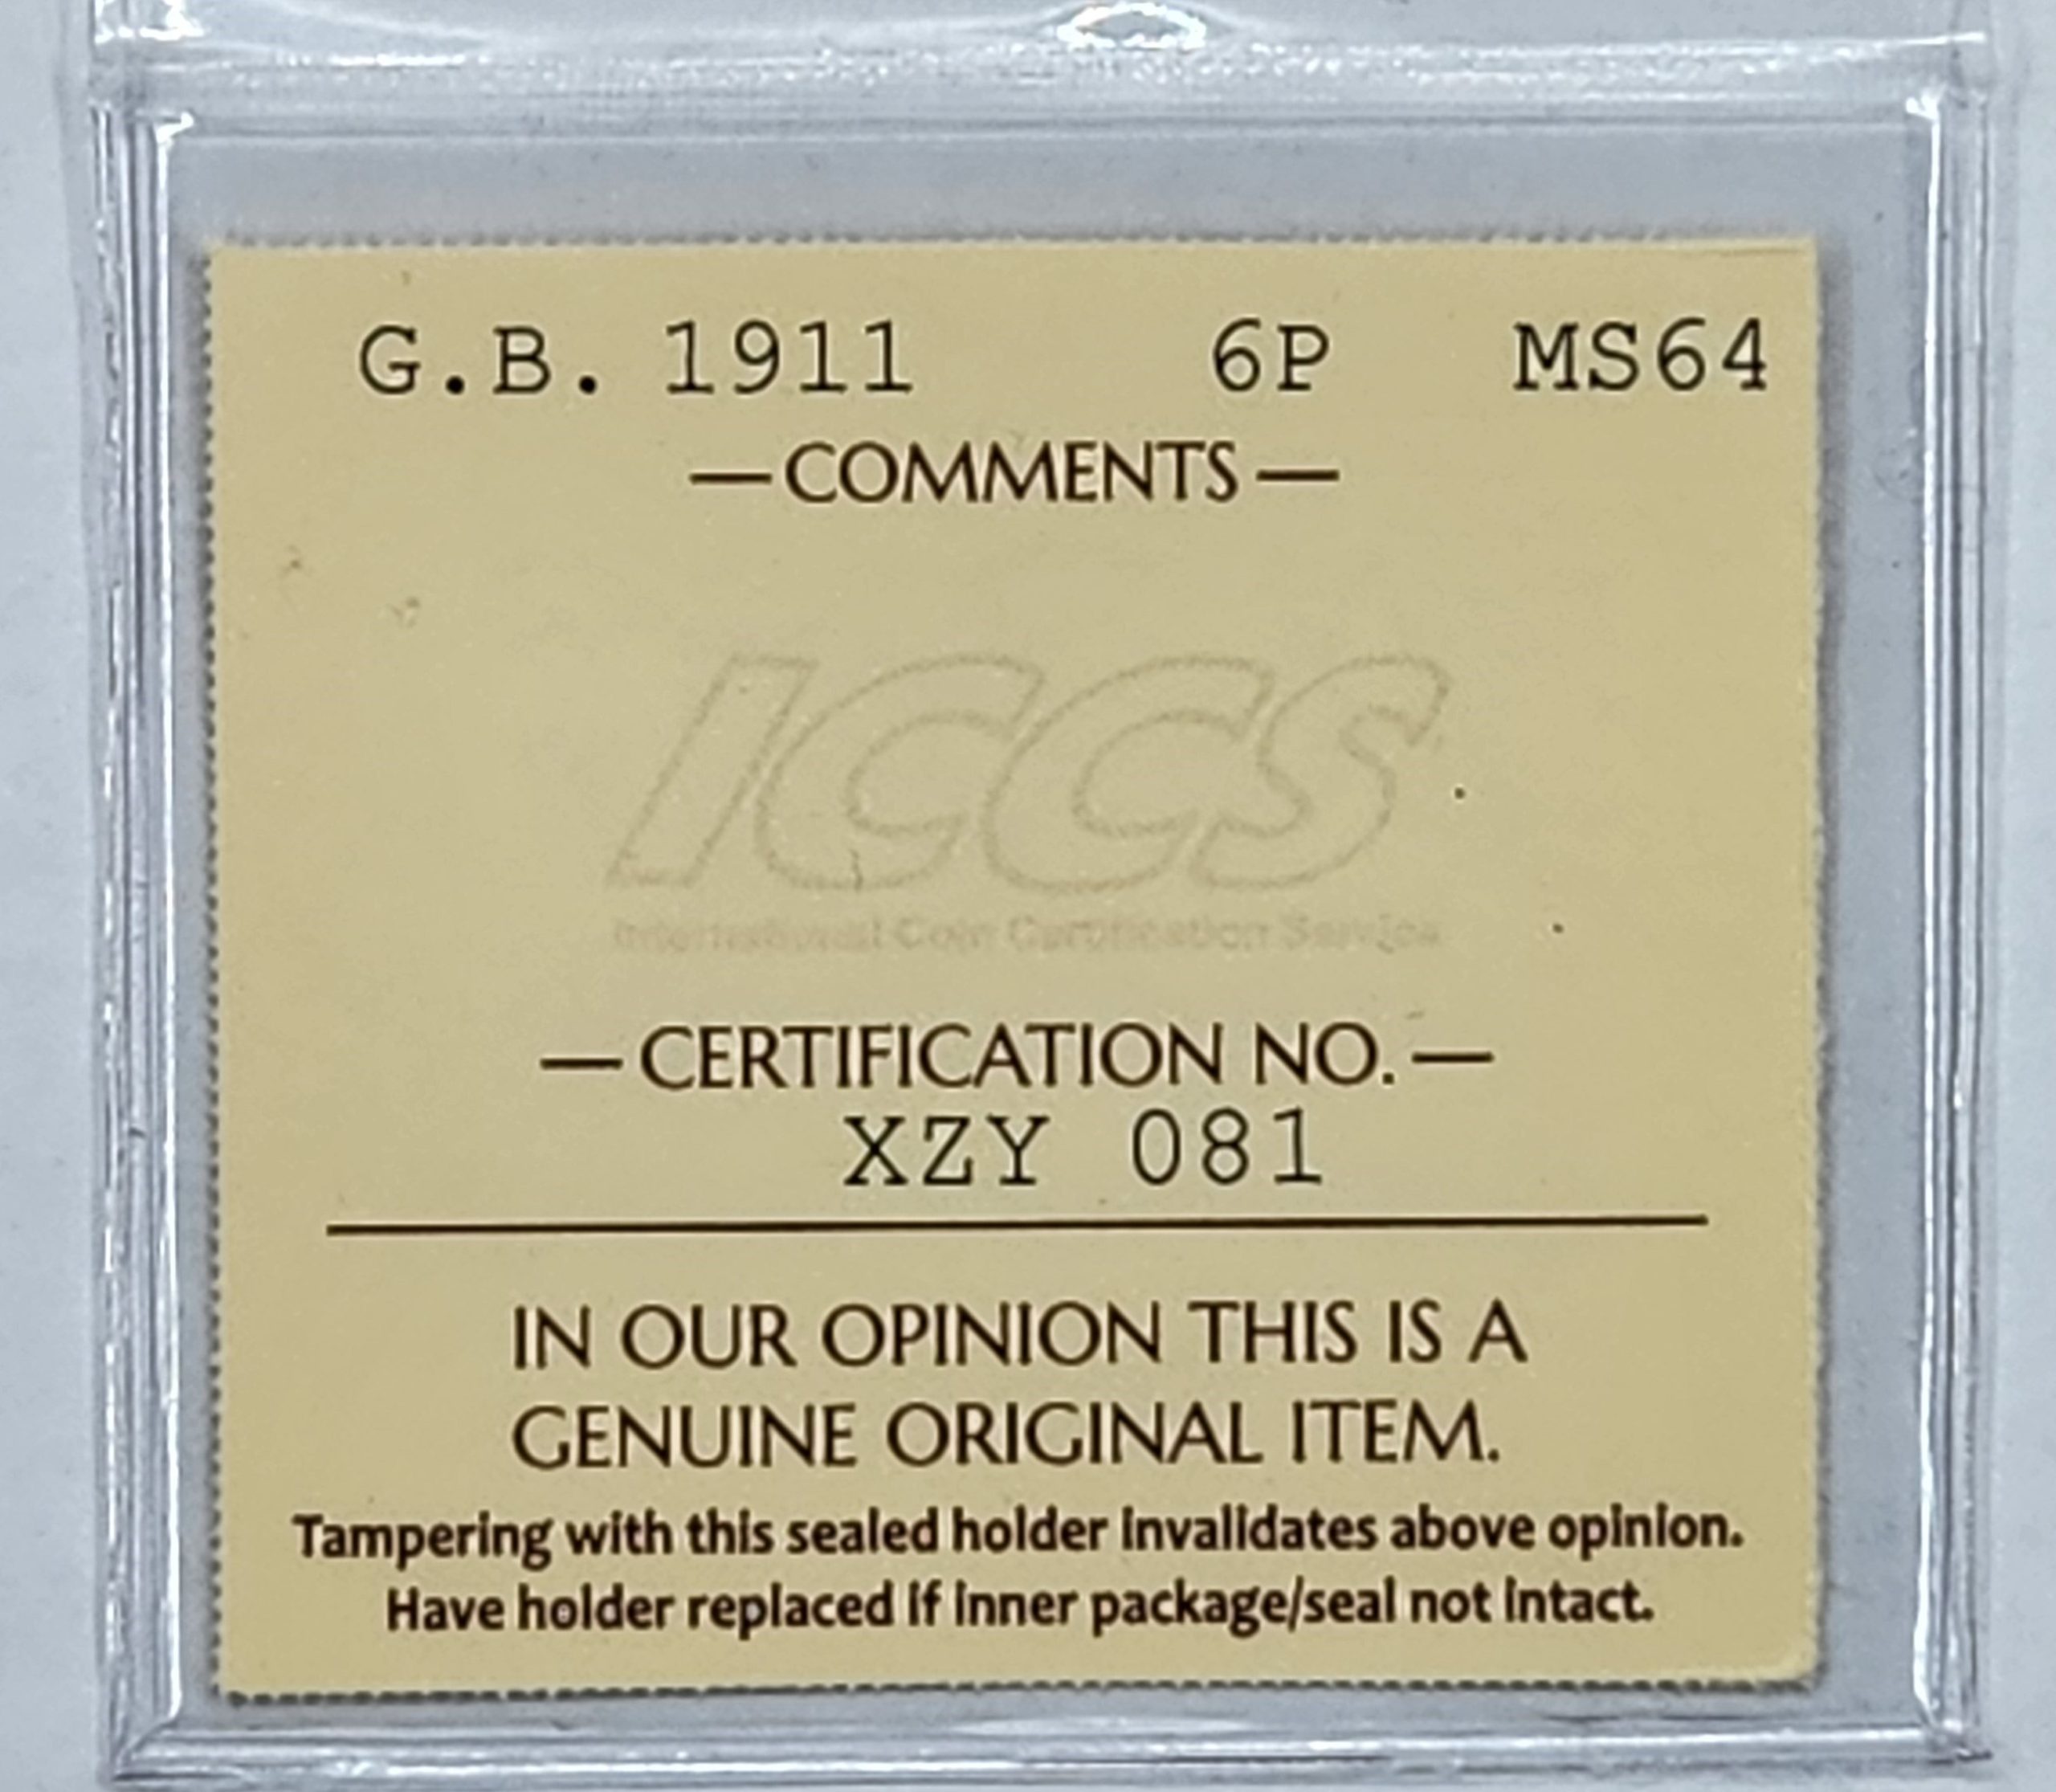 G.B. 1911 6P MS64
—COMMENTS—
ICCS
International Coin Certification Service
—CERTIFICATION NO.—
XZY 081
IN OUR OPINION THIS IS A
GENUINE ORIGINAL ITEM.
Tampering with this sealed holder invalidates above opinion.
Have holder replaced if inner package/seal not intact.